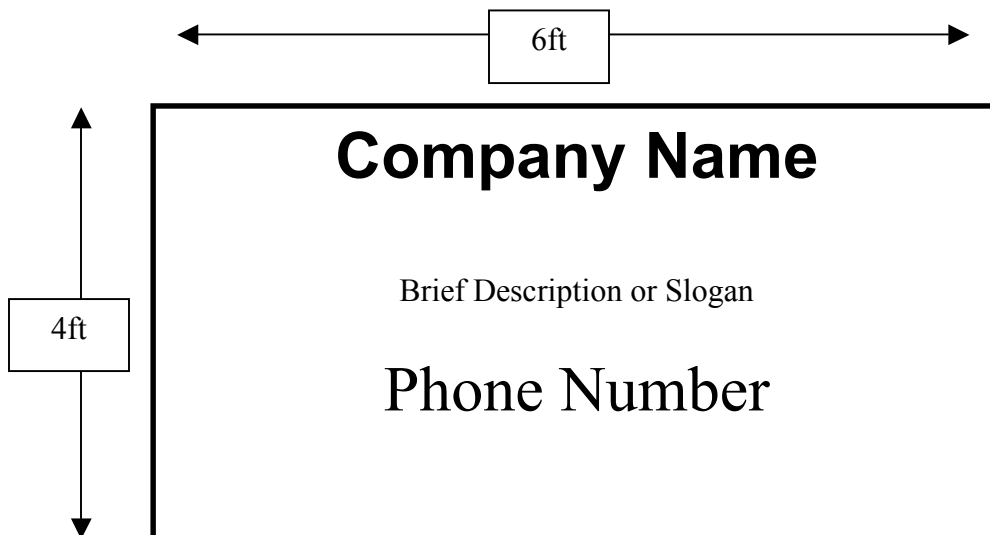 6ft
Company Name
Brief Description or Slogan
4ft
Phone Number